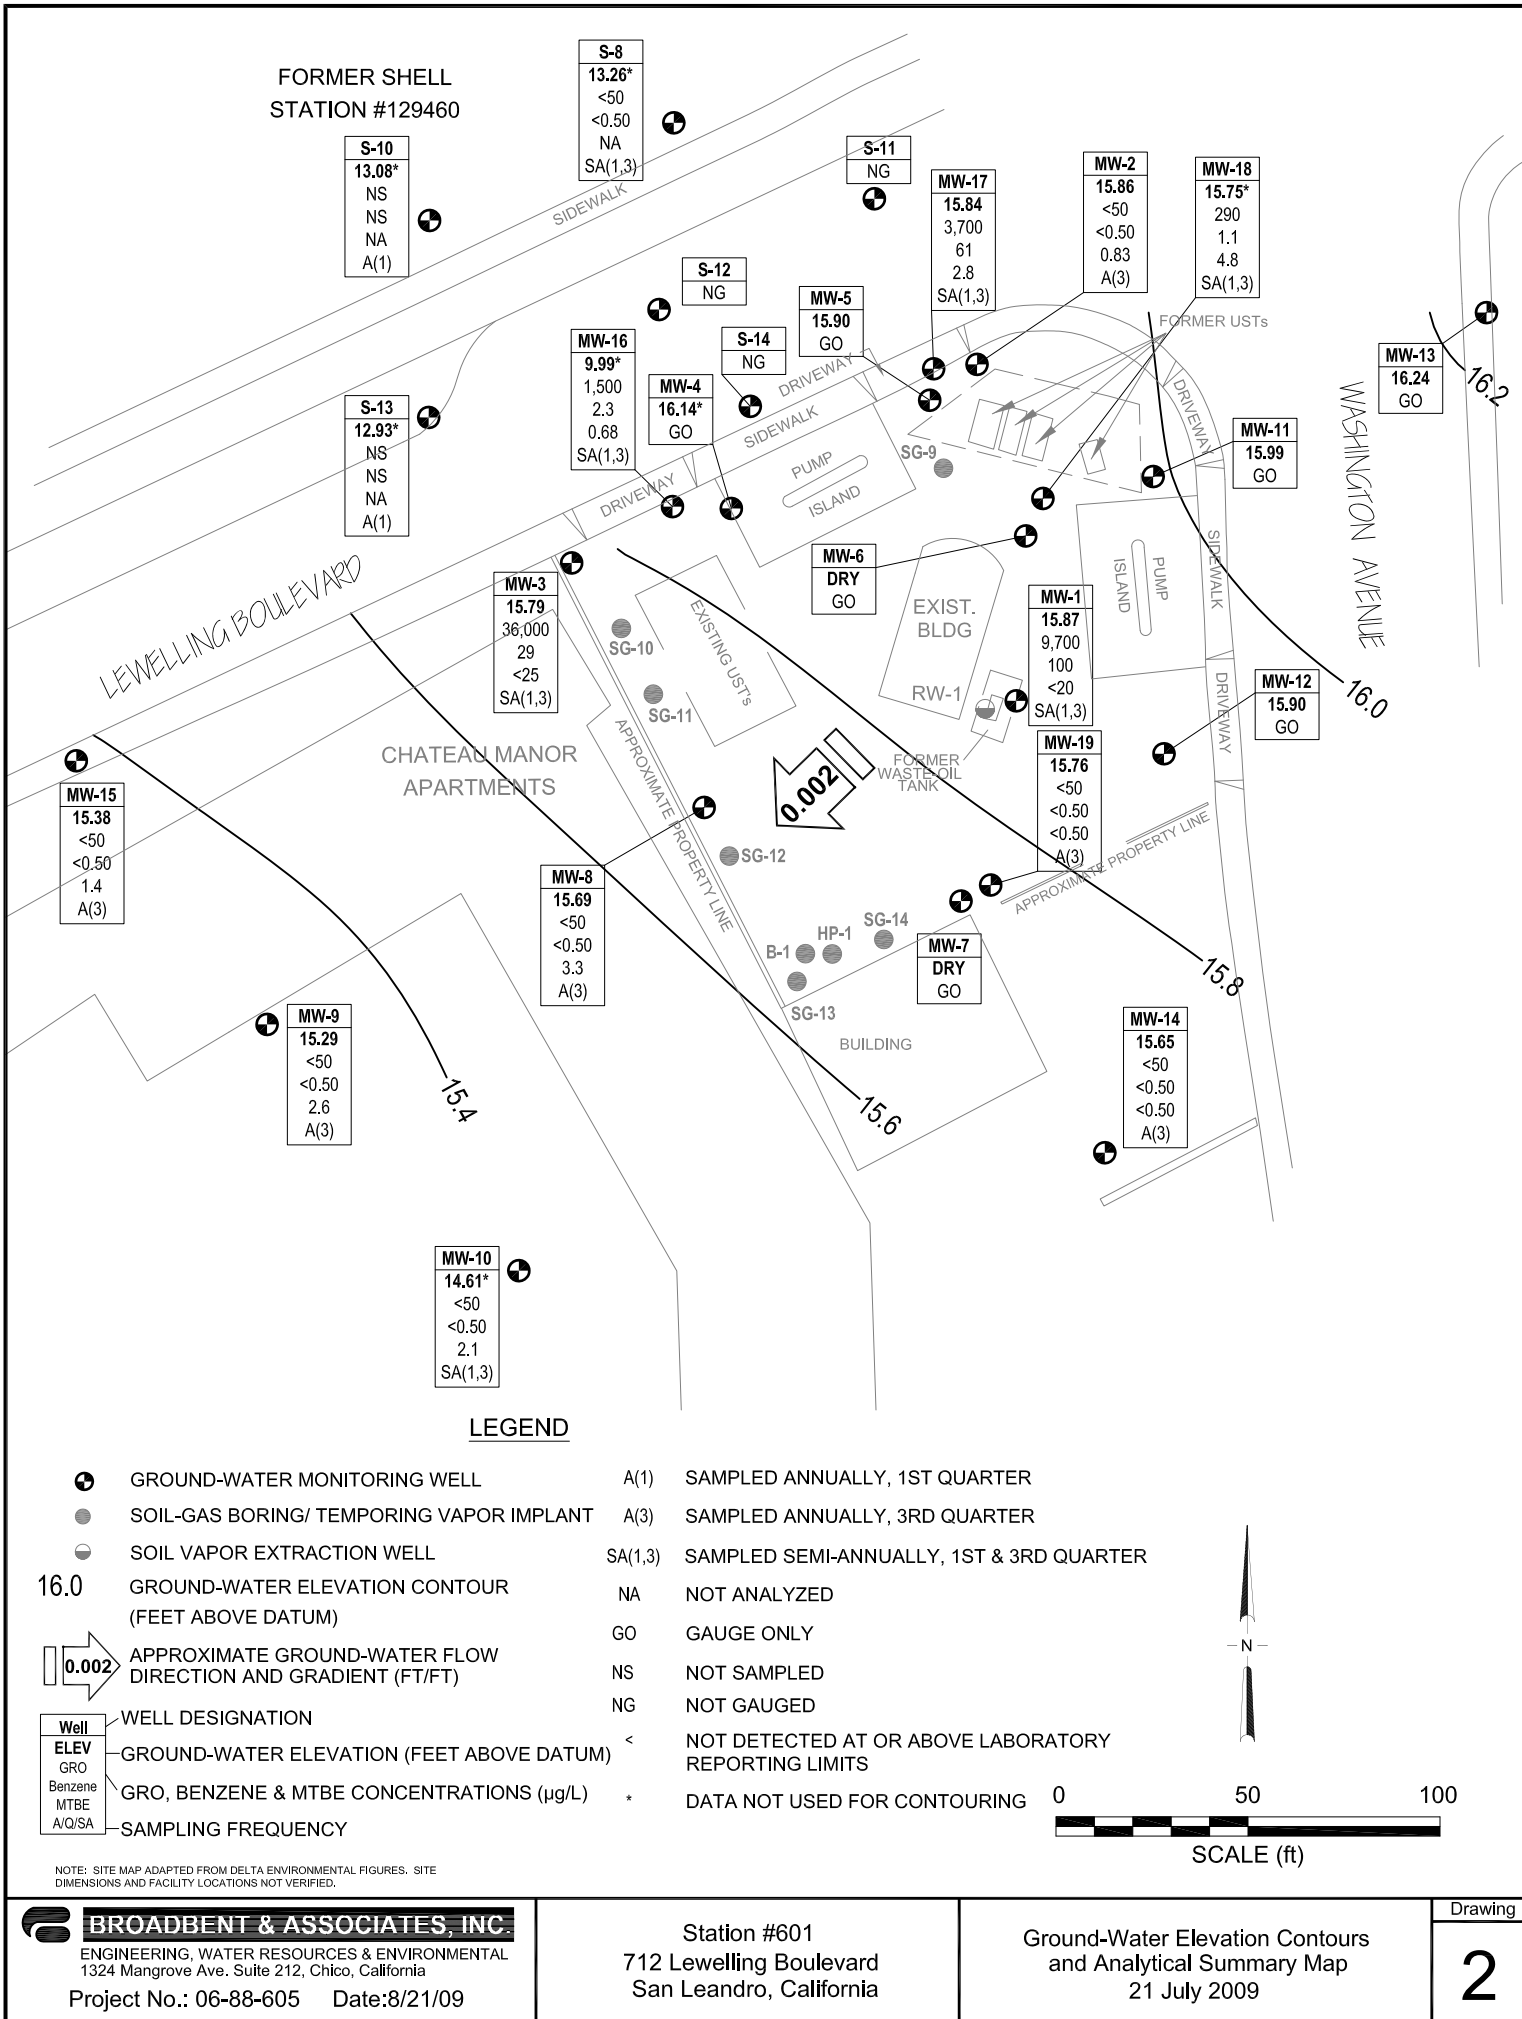 FORMER SHELL
STATION #129460
S-8
13.26*
<50
<0.50
NA
SA(1,3)
S-10
13.08*
NS
NS
NA
A(1)
SIDEWALK
S-11
NG
MW-17
15.84
3,700
61
2.8
SA(1,3)
MW-2
15.86
<50
<0.50
0.83
A(3)
MW-18
15.75*
290
1.1
4.8
SA(1,3)
S-12
NG
MW-5
15.90
GO
FORMER USTs
MW-13
16.24
GO
16.2
MW-16
9.99*
1,500
2.3
0.68
SA(1,3)
S-14
NG
MW-4
16.14*
GO
DRIVEWAY
SIDEWALK
DRIVEWAY
WASHINGTON AVENUE
S-13
12.93*
NS
NS
NA
A(1)
MW-11
15.99
GO
SG-9
PUMP
ISLAND
DRIVEWAY
SIDEWALK
MW-6
DRY
GO
PUMP
ISLAND
LEWELLING BOULEVARD
MW-3
15.79
36,000
29
<25
SA(1,3)
EXIST.
BLDG
MW-1
15.87
9,700
100
<20
SA(1,3)
SG-10
EXISTING UST's
SG-11
RW-1
16.0
MW-12
15.90
GO
DRIVEWAY
CHATEAU MANOR
APARTMENTS
APPROXIMATE PROPERTY LINE
0.002
FORMER
WASTE-OIL
TANK
MW-19
15.76
<50
<0.50
<0.50
A(3)
MW-15
15.38
<50
<0.50
1.4
A(3)
APPROXIMATE PROPERTY LINE
SG-12
MW-8
15.69
<50
<0.50
3.3
A(3)
SG-14
HP-1
B-1
SG-13
MW-7
DRY
GO
15.8
BUILDING
MW-9
15.29
<50
<0.50
2.6
A(3)
15.4
15.6
MW-14
15.65
<50
<0.50
<0.50
A(3)
MW-10
14.61*
<50
<0.50
2.1
SA(1,3)
LEGEND
GROUND-WATER MONITORING WELL
SOIL-GAS BORING/ TEMPORING VAPOR IMPLANT
SOIL VAPOR EXTRACTION WELL
16.0 GROUND-WATER ELEVATION CONTOUR
(FEET ABOVE DATUM)
0.002 APPROXIMATE GROUND-WATER FLOW
DIRECTION AND GRADIENT (FT/FT)
Well
ELEV
GRO
Benzene
MTBE
A/Q/SA
WELL DESIGNATION
GROUND-WATER ELEVATION (FEET ABOVE DATUM)
GRO, BENZENE & MTBE CONCENTRATIONS (µg/L)
SAMPLING FREQUENCY
A(1) SAMPLED ANNUALLY, 1ST QUARTER
A(3) SAMPLED ANNUALLY, 3RD QUARTER
SA(1,3) SAMPLED SEMI-ANNUALLY, 1ST & 3RD QUARTER
NA NOT ANALYZED
GO GAUGE ONLY
NS NOT SAMPLED
NG NOT GAUGED
< NOT DETECTED AT OR ABOVE LABORATORY
REPORTING LIMITS
* DATA NOT USED FOR CONTOURING
N
0 50 100
SCALE (ft)
NOTE: SITE MAP ADAPTED FROM DELTA ENVIRONMENTAL FIGURES. SITE
DIMENSIONS AND FACILITY LOCATIONS NOT VERIFIED.
BROADBENT & ASSOCIATES, INC.
ENGINEERING, WATER RESOURCES & ENVIRONMENTAL
1324 Mangrove Ave. Suite 212, Chico, California
Project No.: 06-88-605 Date:8/21/09
Station #601
712 Lewelling Boulevard
San Leandro, California
Ground-Water Elevation Contours
and Analytical Summary Map
21 July 2009
Drawing
2